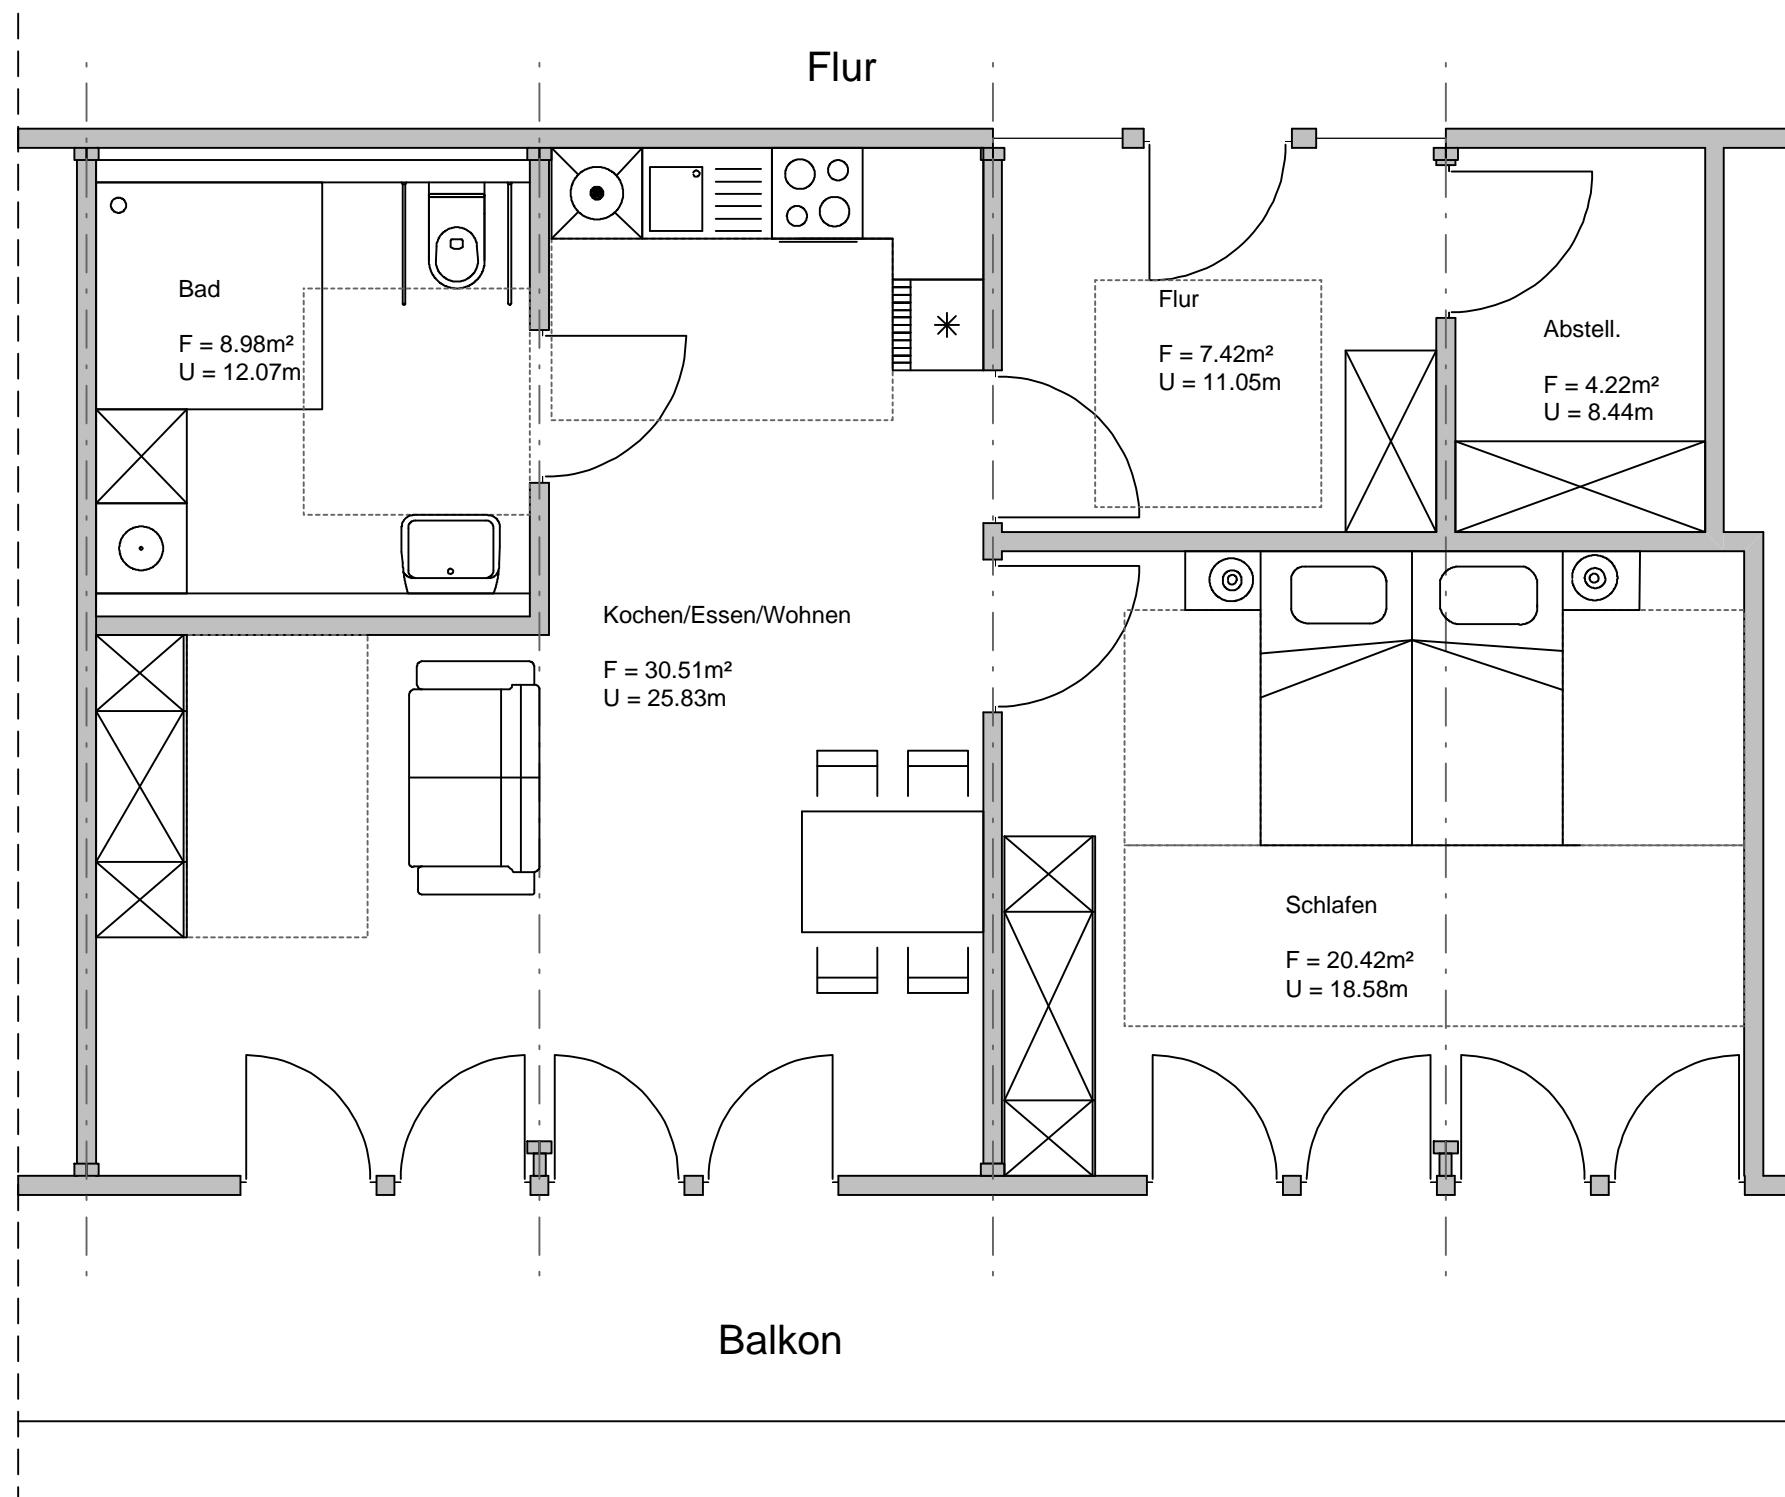 Flur
Bad
F = 8.98m²
U = 12.07m
Flur
F = 7.42m²
U = 11.05m
Abstell.
F = 4.22m²
U = 8.44m
Kochen/Essen/Wohnen
F = 30.51m²
U = 25.83m
Schlafen
F = 20.42m²
U = 18.58m
Balkon